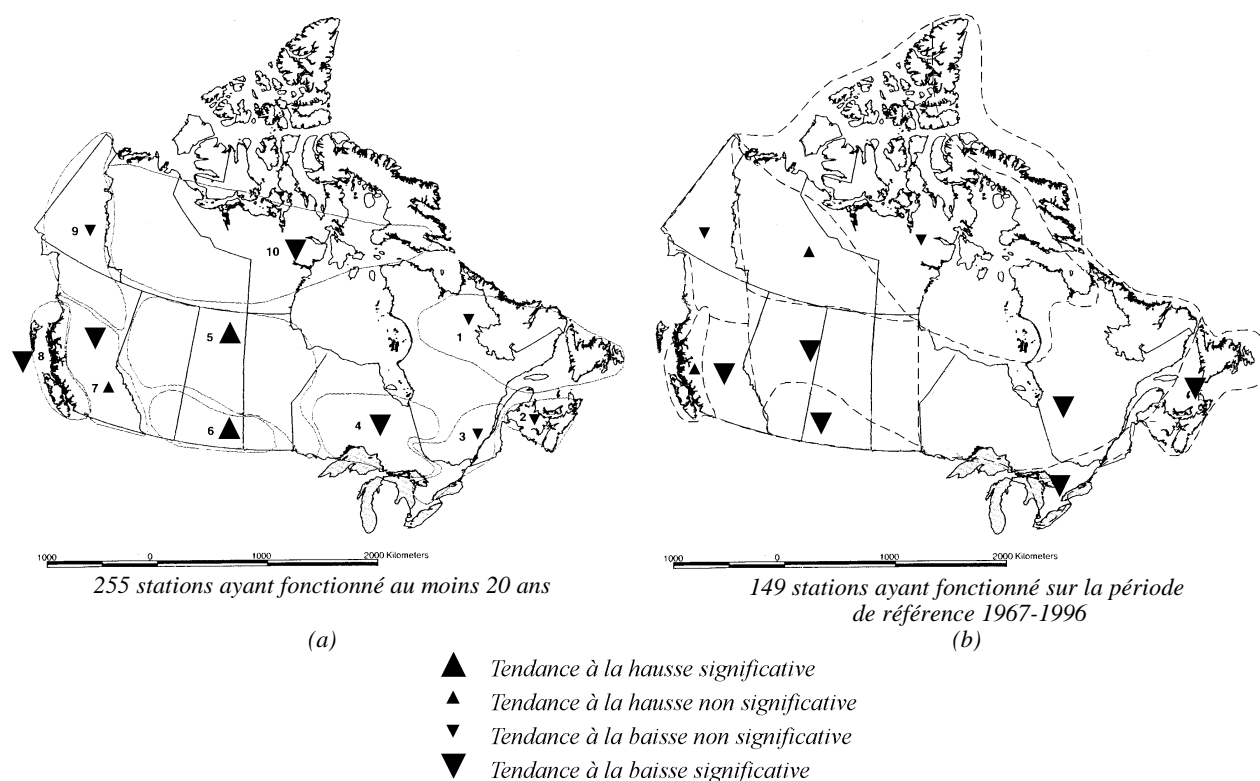 9
10
1
5
8
7
6
4
3
2
1000 0 1000 2000 Kilometers
1000 0 1000 2000 Kilometers
255 stations ayant fonctionné au moins 20 ans
(a)
149 stations ayant fonctionné sur la période
de référence 1967-1996
(b)
Tendance à la hausse significative
Tendance à la hausse non significative
Tendance à la baisse non significative
Tendance à la baisse significative